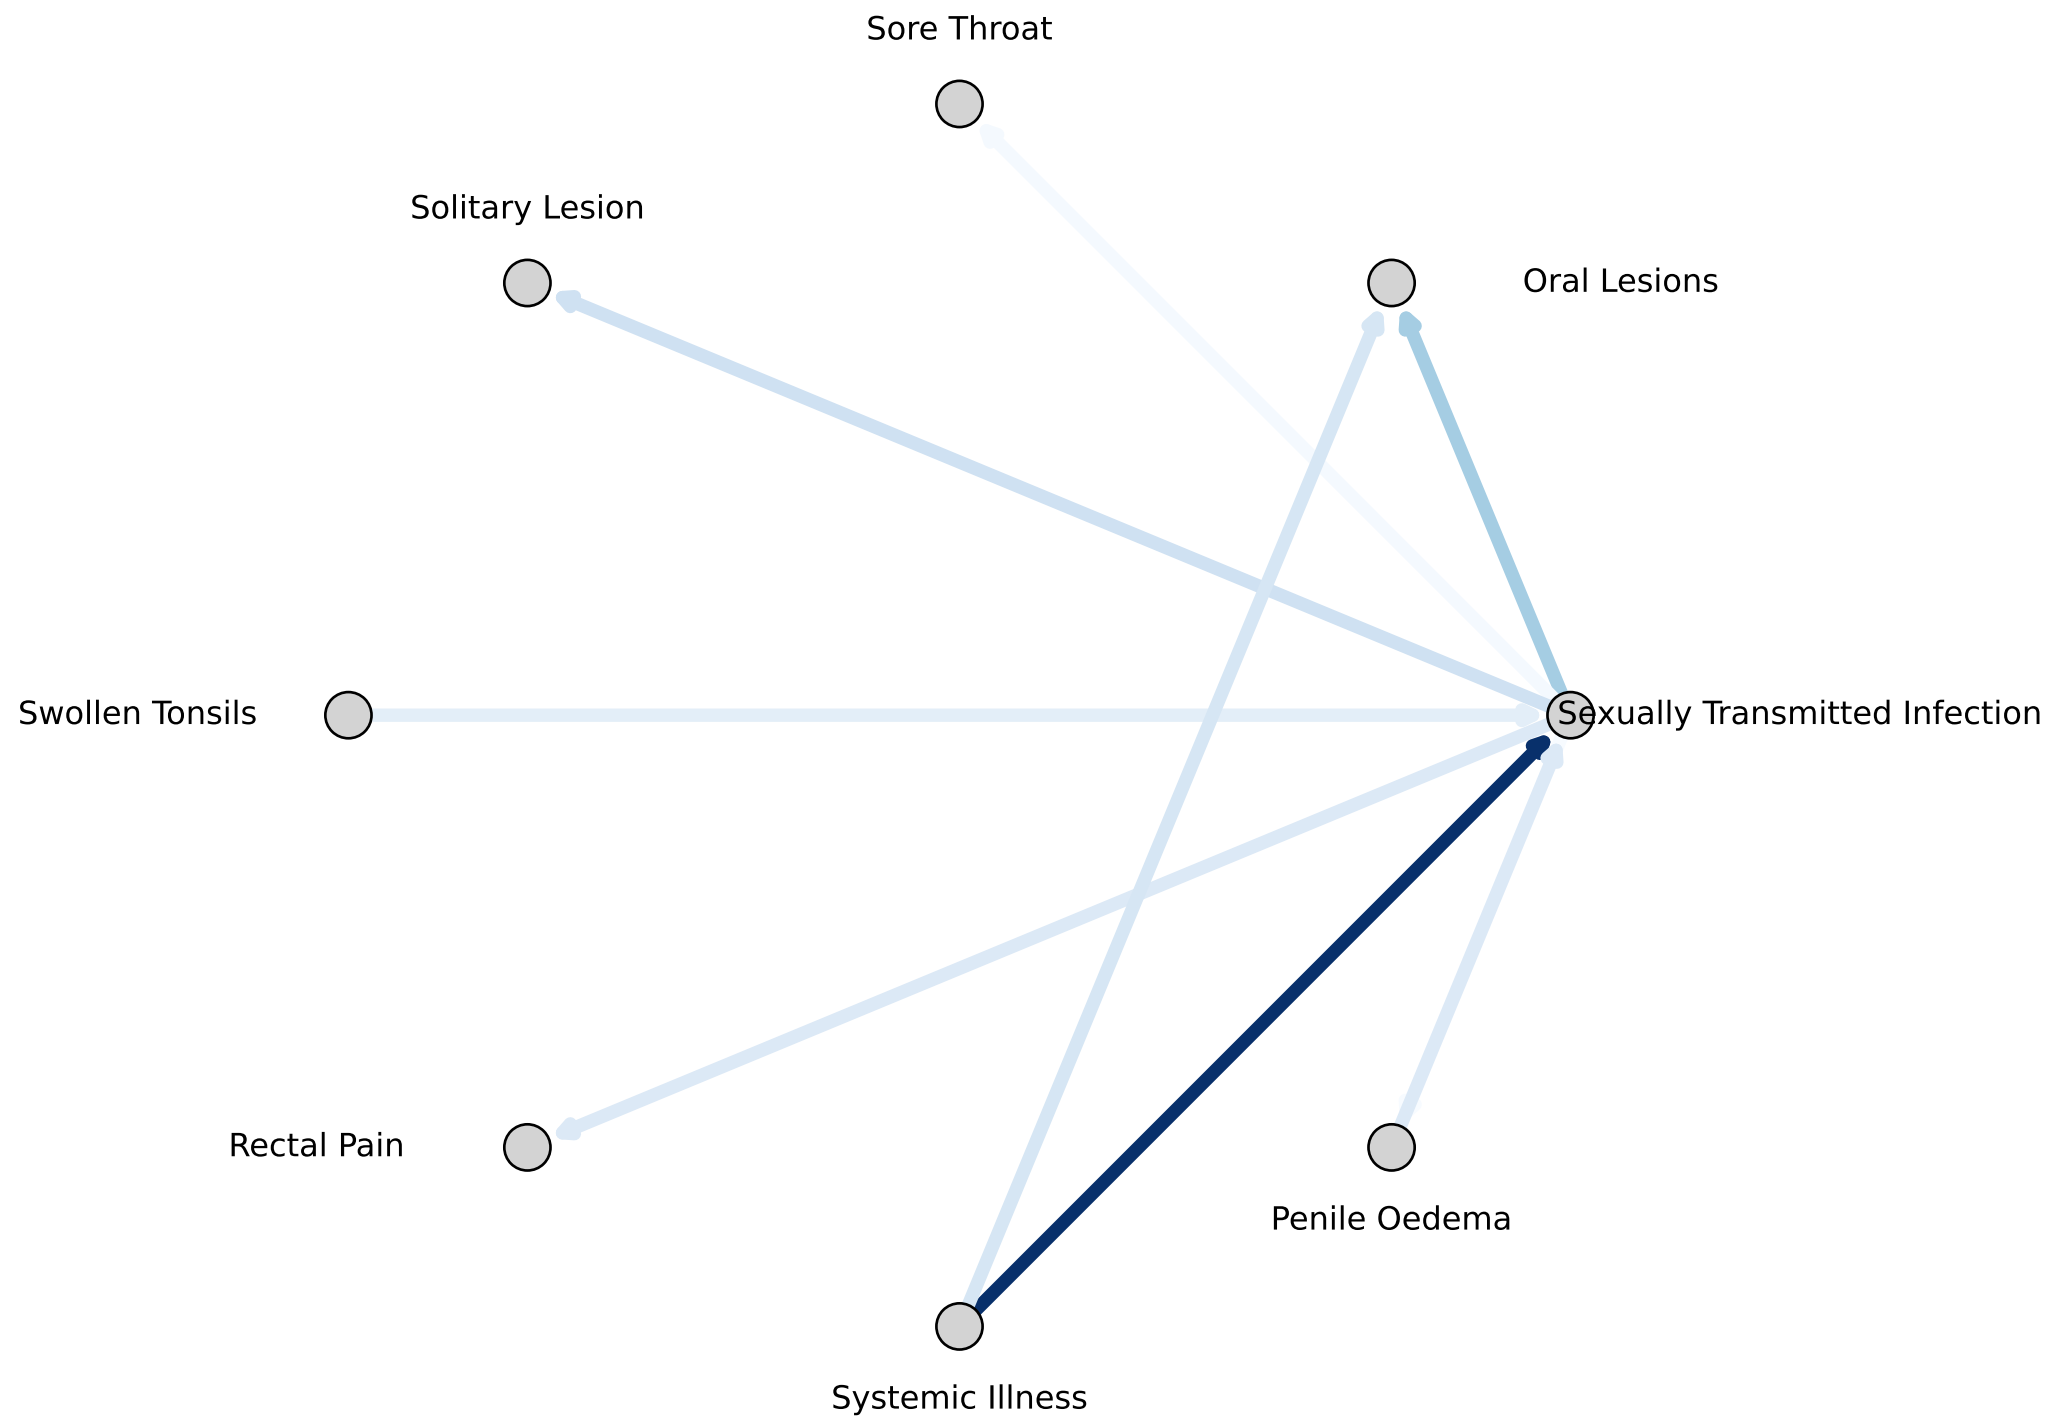 Sore Throat
Solitary Lesion
Oral Lesions
Swollen Tonsils
Sexually Transmitted Infection
Rectal Pain
Penile Oedema
Systemic Illness